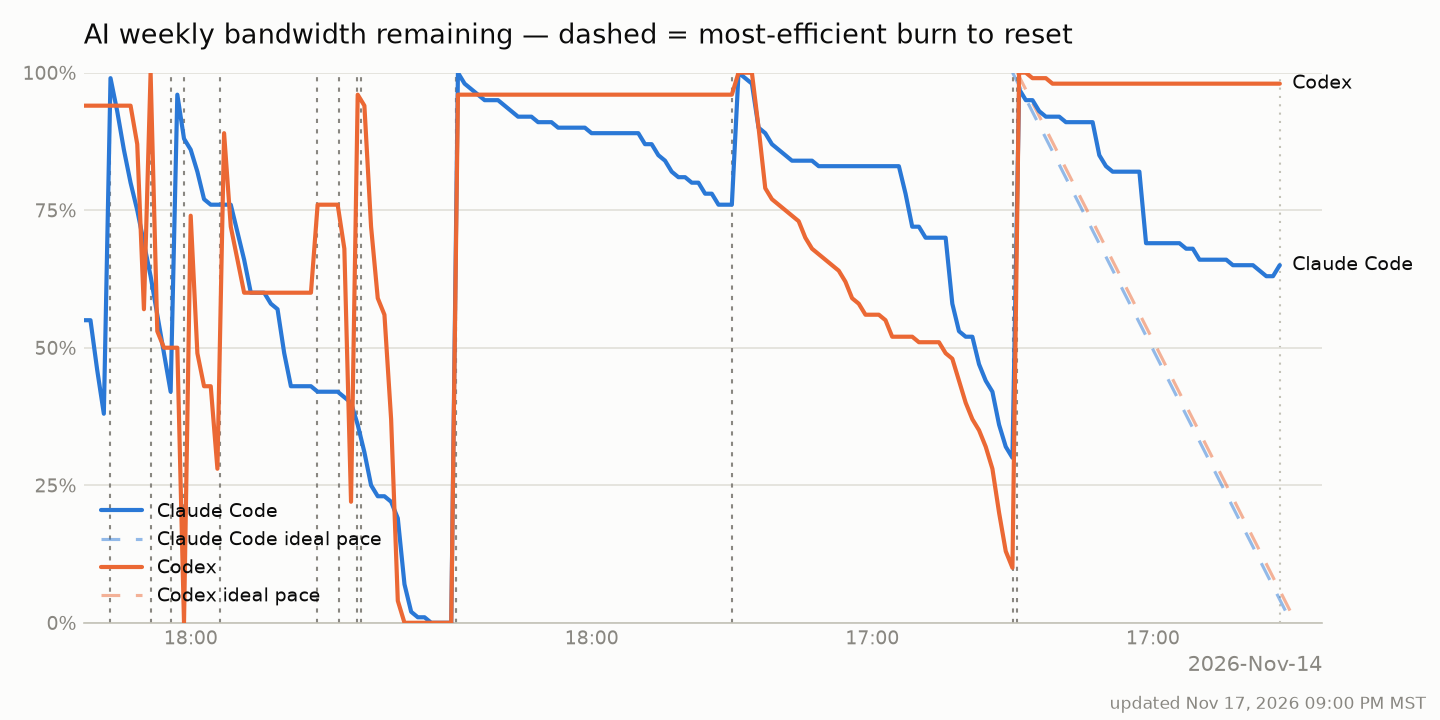 AI weekly bandwidth remaining — dashed = most-efficient burn to reset
100%
75%
50%
25%
0%
Codex
Claude Code
Claude Code
Claude Code ideal pace
Codex
Codex ideal pace
18:00 18:00 17:00 17:00
2026-Nov-14
updated Nov 17, 2026 09:00 PM MST